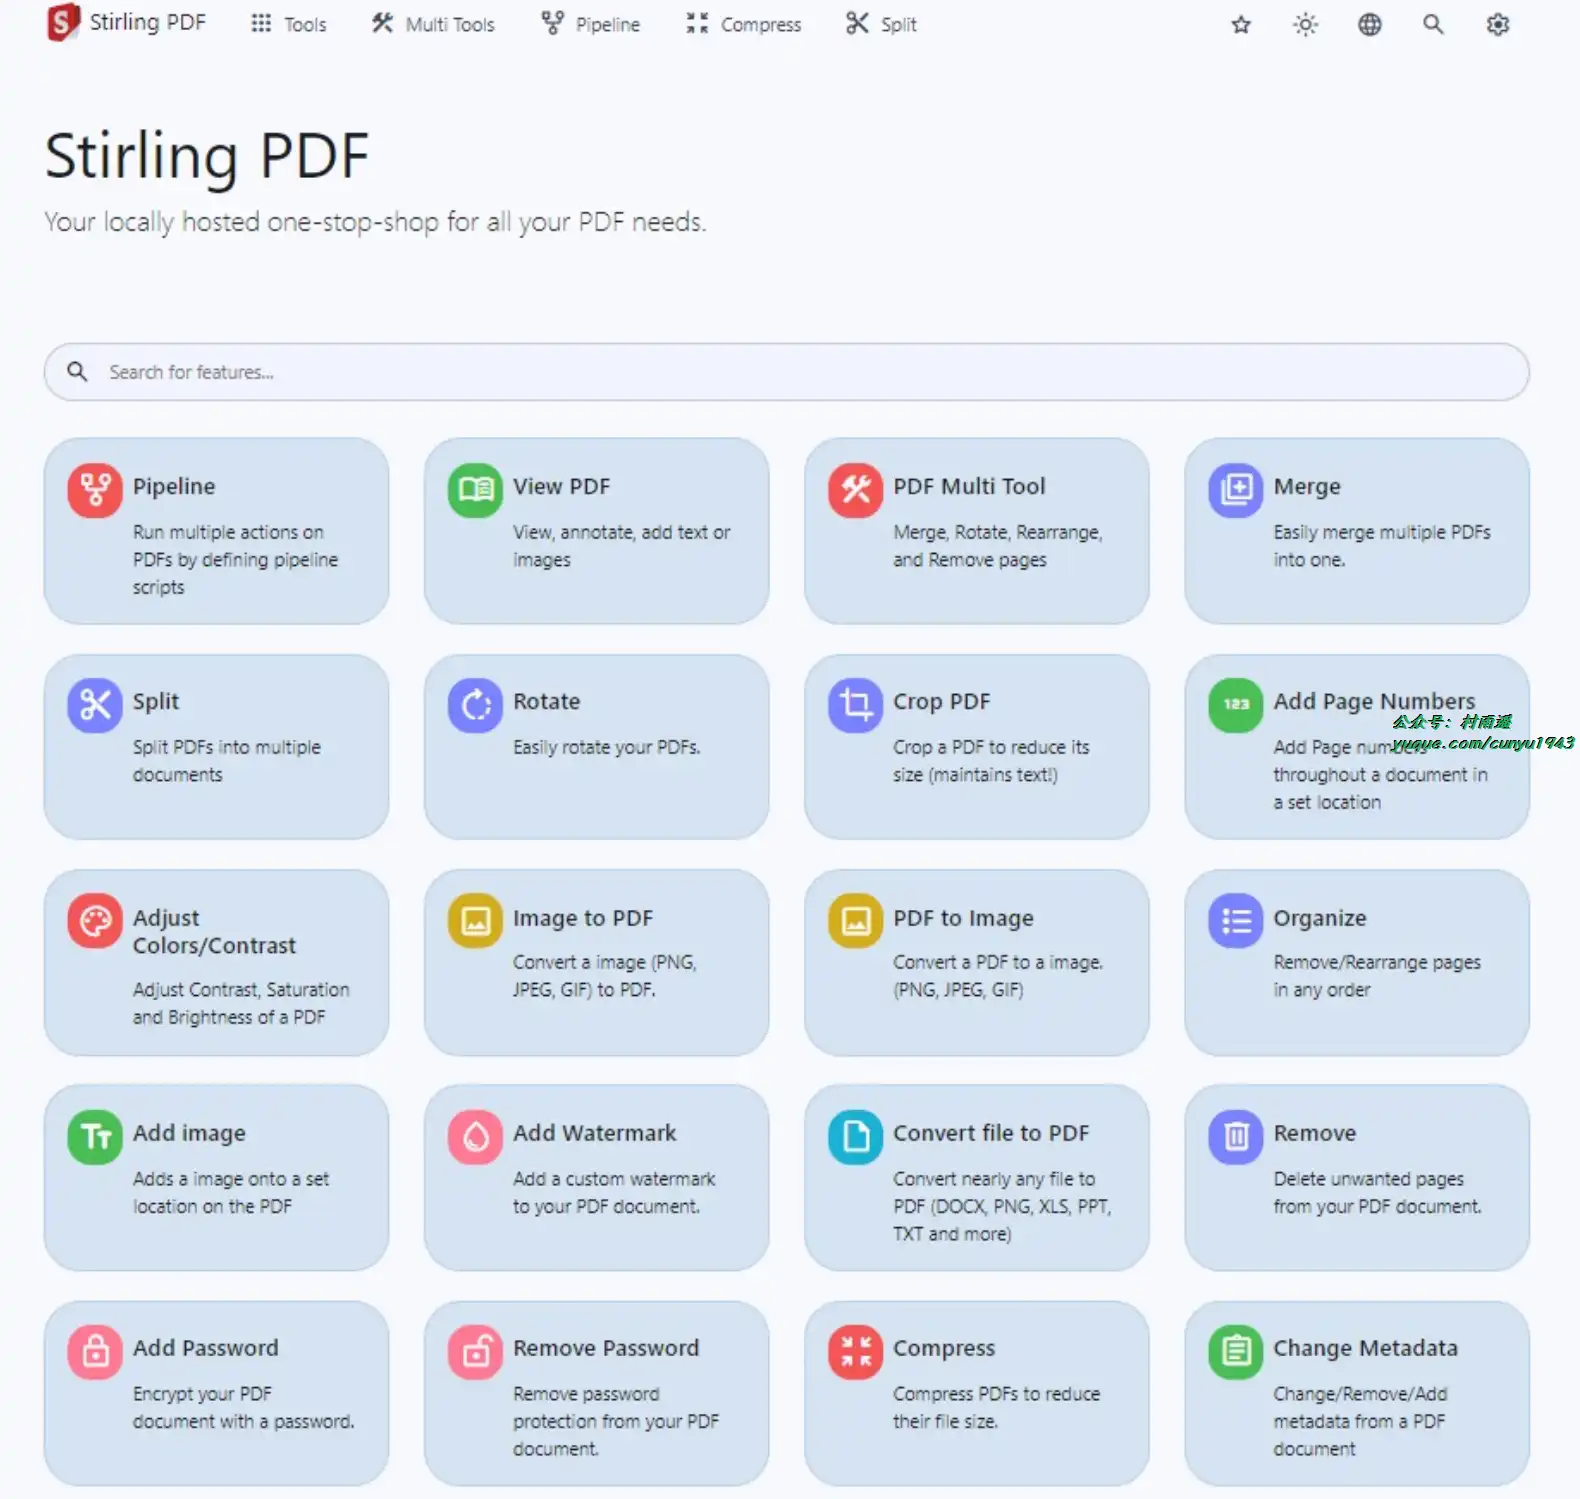 Stirling PDF
Tools
Multi Tools
Pipeline
Compress
Split
Stirling PDF
Your locally hosted one-stop-shop for all your PDF needs.
Search for features...
Pipeline
Run multiple actions on
PDFs by defining pipeline
scripts
View PDF
View, annotate, add text or
images
PDF Multi Tool
Merge, Rotate, Rearrange,
and Remove pages
Merge
Easily merge multiple PDFs
into one.
Split
Split PDFs into multiple
documents
Rotate
Easily rotate your PDFs.
Crop PDF
Crop a PDF to reduce its
size (maintains text!)
123
Add Page Numbers
Add Page numbers
throughout a document in
a set location
公众号：村雨遥
yuque.com/cunyu1943
Adjust
Colors/Contrast
Adjust Contrast, Saturation
and Brightness of a PDF
Image to PDF
Convert a image (PNG,
JPEG, GIF) to PDF.
PDF to Image
Convert a PDF to a image.
(PNG, JPEG, GIF)
Organize
Remove/Rearrange pages
in any order
Add image
Adds a image onto a set
location on the PDF
Add Watermark
Add a custom watermark
to your PDF document.
Convert file to PDF
Convert nearly any file to
PDF (DOCX, PNG, XLS, PPT,
TXT and more)
Remove
Delete unwanted pages
from your PDF document.
Add Password
Encrypt your PDF
document with a password.
Remove Password
Remove password
protection from your PDF
document.
Compress
Compress PDFs to reduce
their file size.
Change Metadata
Change/Remove/Add
metadata from a PDF
document